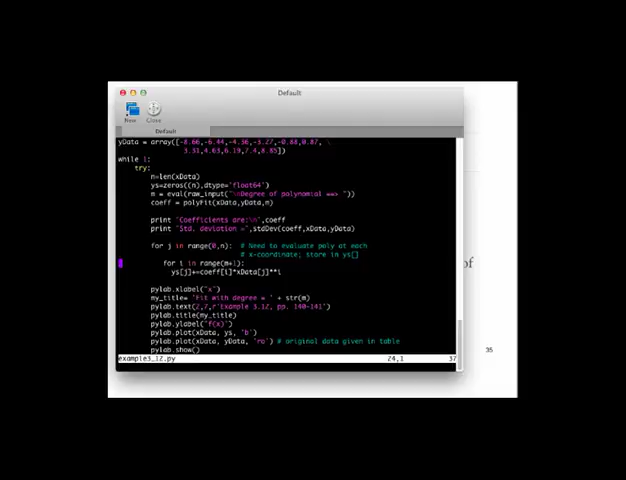 Default
New Close
Default
yData = array([-8.66,-6.44,-4.36,-3.27,-0.88,0.87, \
3.31,4.63,6.19,7.4,8.85])
while 1:
try:
n=len(xData)
ys=zeros((n),dtype='float64')
m = eval(raw_input("\nDegree of polynomial ==> "))
coeff = polyFit(xData,yData,m)
print "Coefficients are:\n",coeff
print "Std. deviation =",stdDev(coeff,xData,yData)
for j in range(0,n): # Need to evaluate poly at each
# x-coordinate; store in ys[]
for i in range(m+1):
ys[j]+=coeff[i]*xData[j]**i
pylab.xlabel("x")
my_title= 'Fit with degree = ' + str(m)
pylab.text(2,7,r'Example 3.12, pp. 140-141')
pylab.title(my_title)
pylab.ylabel('f(x)')
pylab.plot(xData, ys, 'b')
pylab.plot(xData, yData, 'ro') # original data given in table
pylab.show()
example3_12.py 24,1 37
of
35